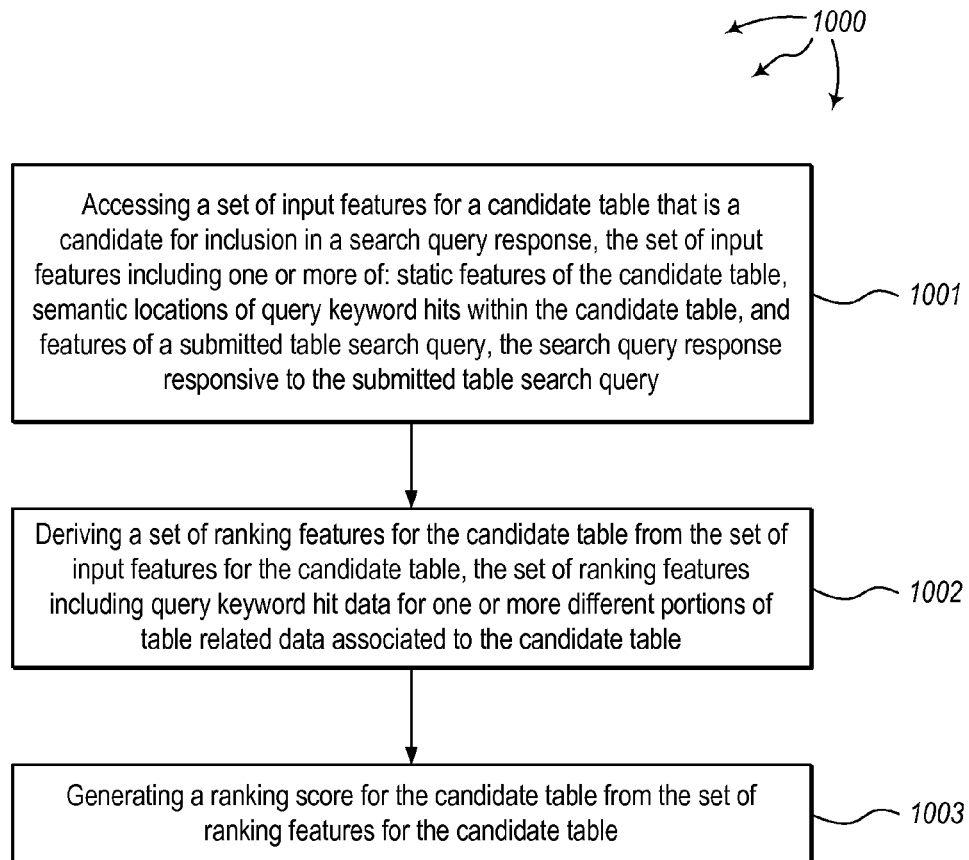 1000
Accessing a set of input features for a candidate table that is a
candidate for inclusion in a search query response, the set of input
features including one or more of: static features of the candidate table,
semantic locations of query keyword hits within the candidate table, and
features of a submitted table search query, the search query response
responsive to the submitted table search query
1001
Deriving a set of ranking features for the candidate table from the set of
input features for the candidate table, the set of ranking features
including query keyword hit data for one or more different portions of
table related data associated to the candidate table
1002
Generating a ranking score for the candidate table from the set of
ranking features for the candidate table
1003